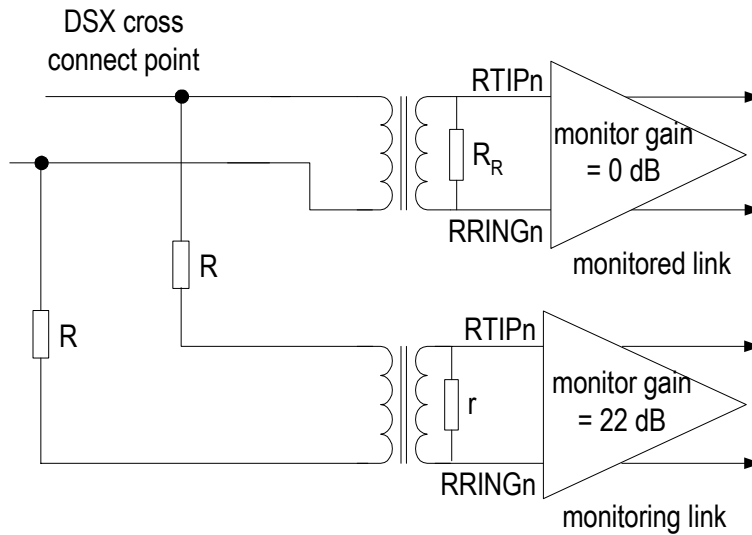 DSX cross
connect point
RTIPn
monitor gain
= 0 dB
R_R
RRINGn
monitored link
R
R
RTIPn
monitor gain
= 22 dB
r
RRINGn
monitoring link